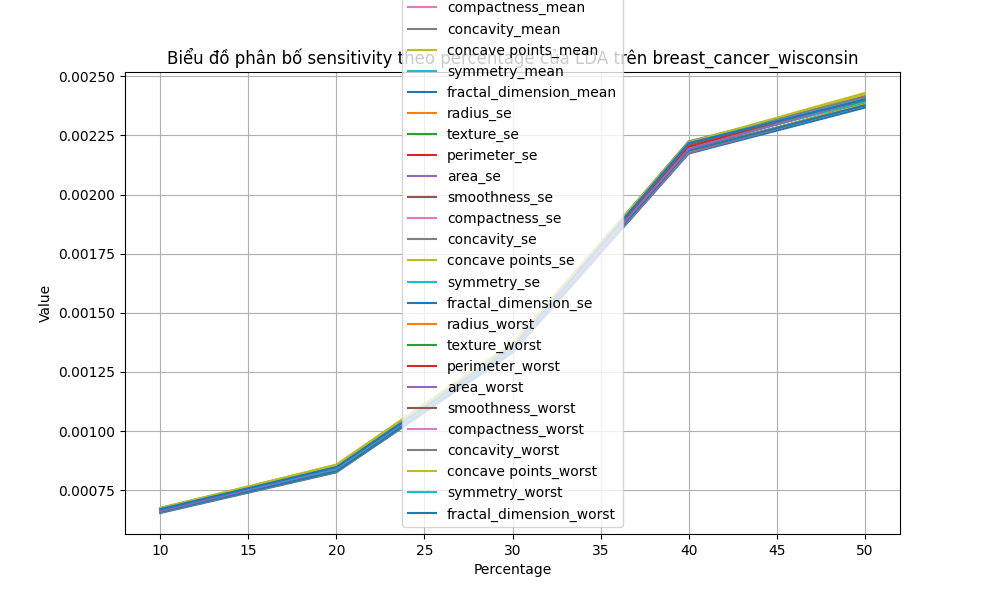 compactness_mean
concavity_mean
concave points_mean
Biểu đồ phân bố sensitivity theo percentage của LDA trên breast_cancer_wisconsin
symmetry_mean
fractal_dimension_mean
radius_se
texture_se
perimeter_se
area_se
smoothness_se
compactness_se
concavity_se
concave points_se
symmetry_se
fractal_dimension_se
radius_worst
texture_worst
perimeter_worst
area_worst
smoothness_worst
compactness_worst
concavity_worst
concave points_worst
symmetry_worst
fractal_dimension_worst
Value
0.00250
0.00225
0.00200
0.00175
0.00150
0.00125
0.00100
0.00075
10 15 20 25 30 35 40 45 50
Percentage